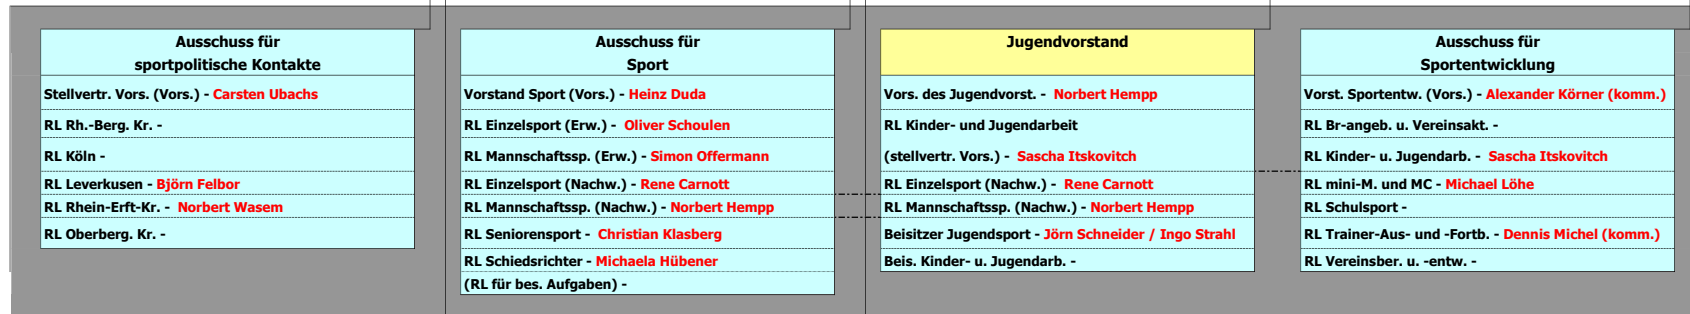 Ausschuss für
sportpolitische Kontakte
Stellvertr. Vors. (Vors.) - Carsten Ubachs
RL Rh.-Berg. Kr. -
RL Köln -
RL Leverkusen - Björn Felbor
RL Rhein-Erft-Kr. - Norbert Wasem
RL Oberberg. Kr. -
Ausschuss für
Sport
Vorstand Sport (Vors.) - Heinz Duda
RL Einzelsport (Erw.) - Oliver Schoulen
RL Mannschaftssp. (Erw.) - Simon Offermann
RL Einzelsport (Nachw.) - Rene Carnott
RL Mannschaftssp. (Nachw.) - Norbert Hempp
RL Seniorensport - Christian Klasberg
RL Schiedsrichter - Michaela Hübener
(RL für bes. Aufgaben) -
Jugendvorstand
Vors. des Jugendvorst. - Norbert Hempp
RL Kinder- und Jugendarbeit
(stellvertr. Vors.) - Sascha Itskovitch
RL Einzelsport (Nachw.) - Rene Carnott
RL Mannschaftssp. (Nachw.) - Norbert Hempp
Beisitzer Jugendsport - Jörn Schneider / Ingo Strahl
Beis. Kinder- u. Jugendarb. -
Ausschuss für
Sportentwicklung
Vorst. Sportentw. (Vors.) - Alexander Körner (komm.)
RL Br-angeb. u. Vereinsakt. -
RL Kinder- u. Jugendarb. - Sascha Itskovitch
RL mini-M. und MC - Michael Löhe
RL Schulsport -
RL Trainer-Aus- und -Fortb. - Dennis Michel (komm.)
RL Vereinsber. u. -entw. -